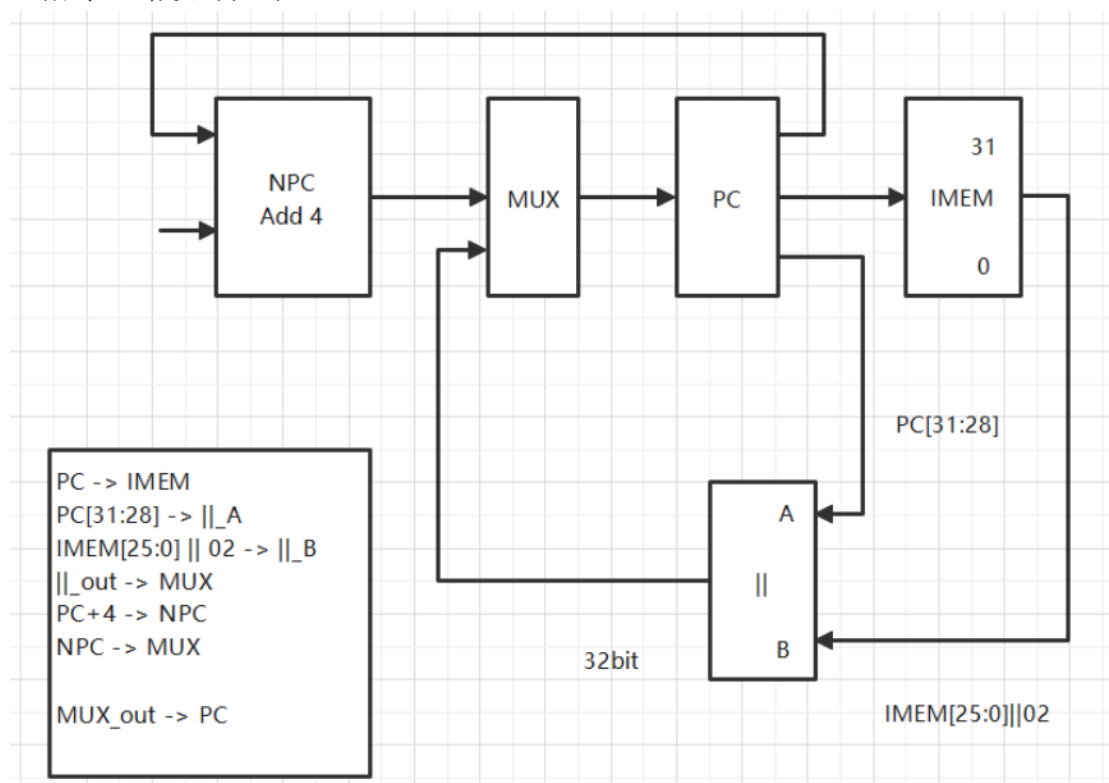 NPC
Add 4
MUX
PC
31
IMEM
0
PC[31:28]
A
||
B
32bit
IMEM[25:0]||02
PC -> IMEM
PC[31:28] -> ||_A
IMEM[25:0] || 02 -> ||_B
||_out -> MUX
PC+4 -> NPC
NPC -> MUX
MUX_out -> PC